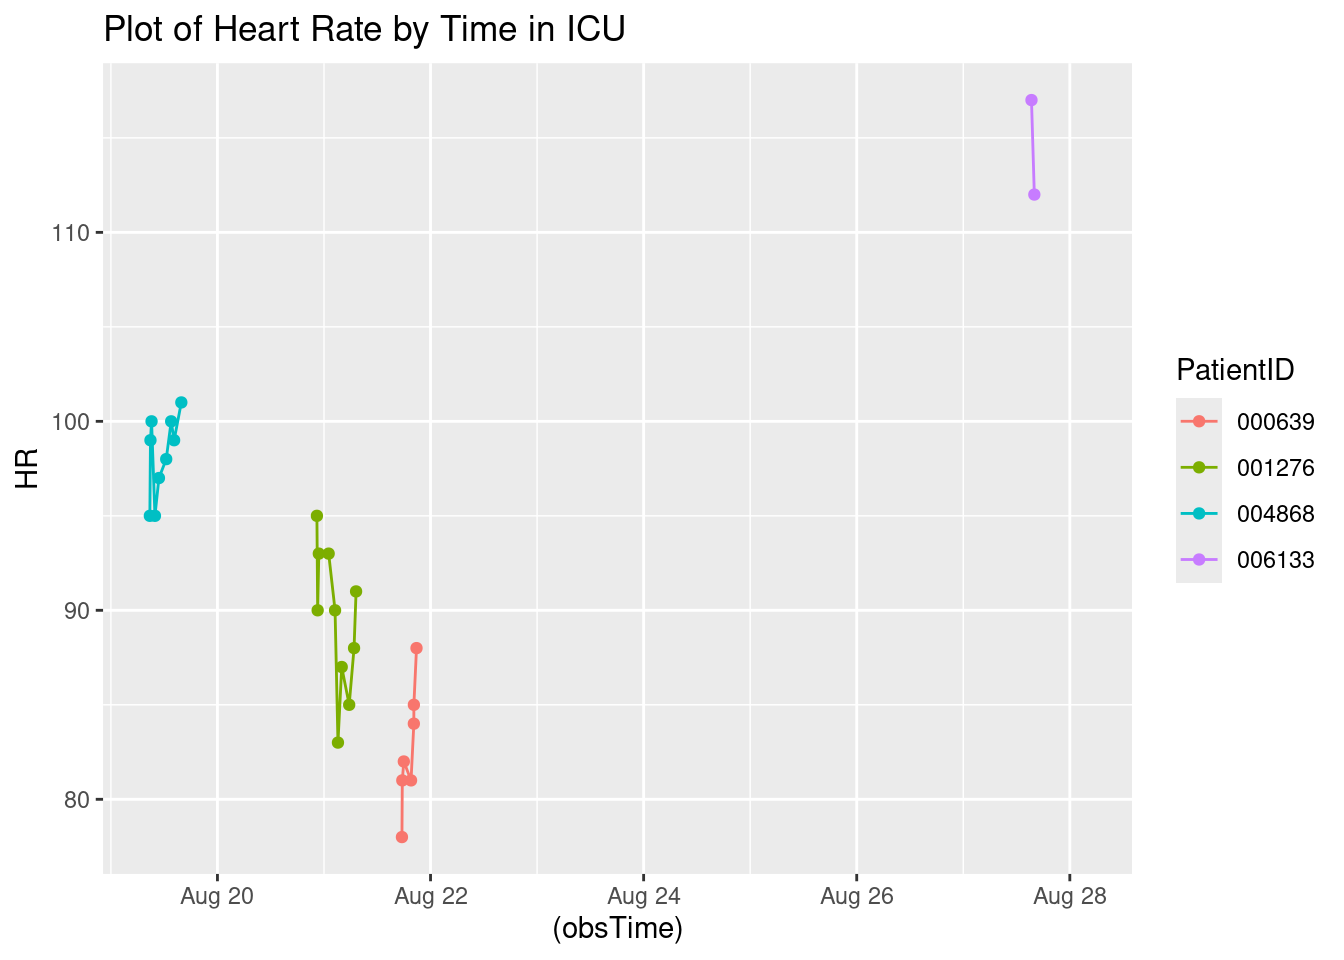 Plot of Heart Rate by Time in ICU
HR
110
100
90
80
Aug 20
Aug 22
Aug 24
Aug 26
Aug 28
(obsTime)
PatientID
000639
001276
004868
006133